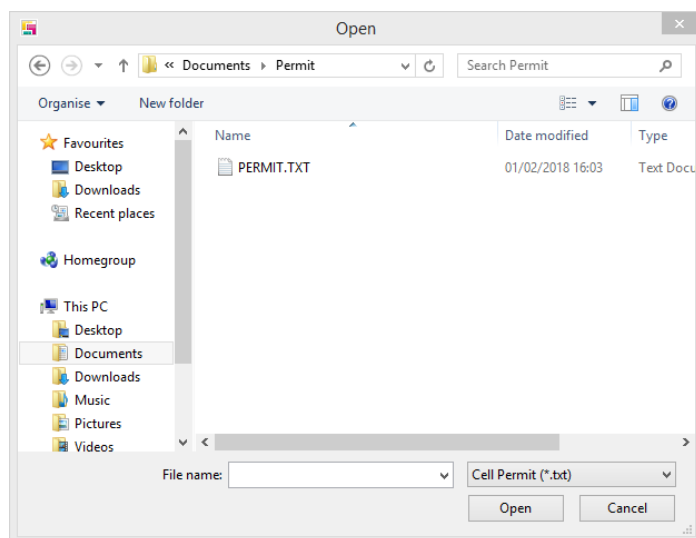 Open
« Documents Permit
Search Permit
Organise New folder
Name Date modified Type
PERMIT.TXT 01/02/2018 16:03 Text Docu
Favourites
Desktop
Downloads
Recent places
Homegroup
This PC
Desktop
Documents
Downloads
Music
Pictures
Videos
File name: Cell Permit (*.txt)
Open Cancel